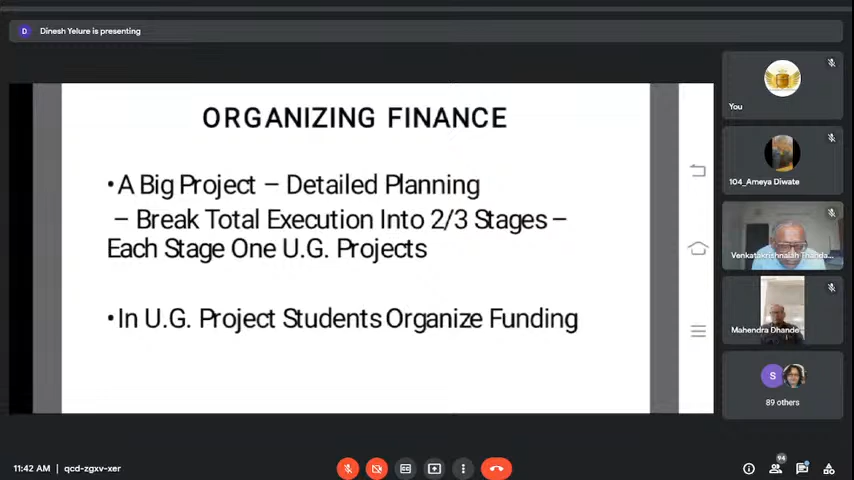 D Dinesh Yelure is presenting
ORGANIZING FINANCE
•A Big Project – Detailed Planning
– Break Total Execution Into 2/3 Stages –
Each Stage One U.G. Projects
•In U.G. Project Students Organize Funding
You
104_Ameya Diwate
Venkatakrishnaiah Thanda...
Mahendra Dhande
S
89 others
11:42 AM | qcd-zgxv-xer
94